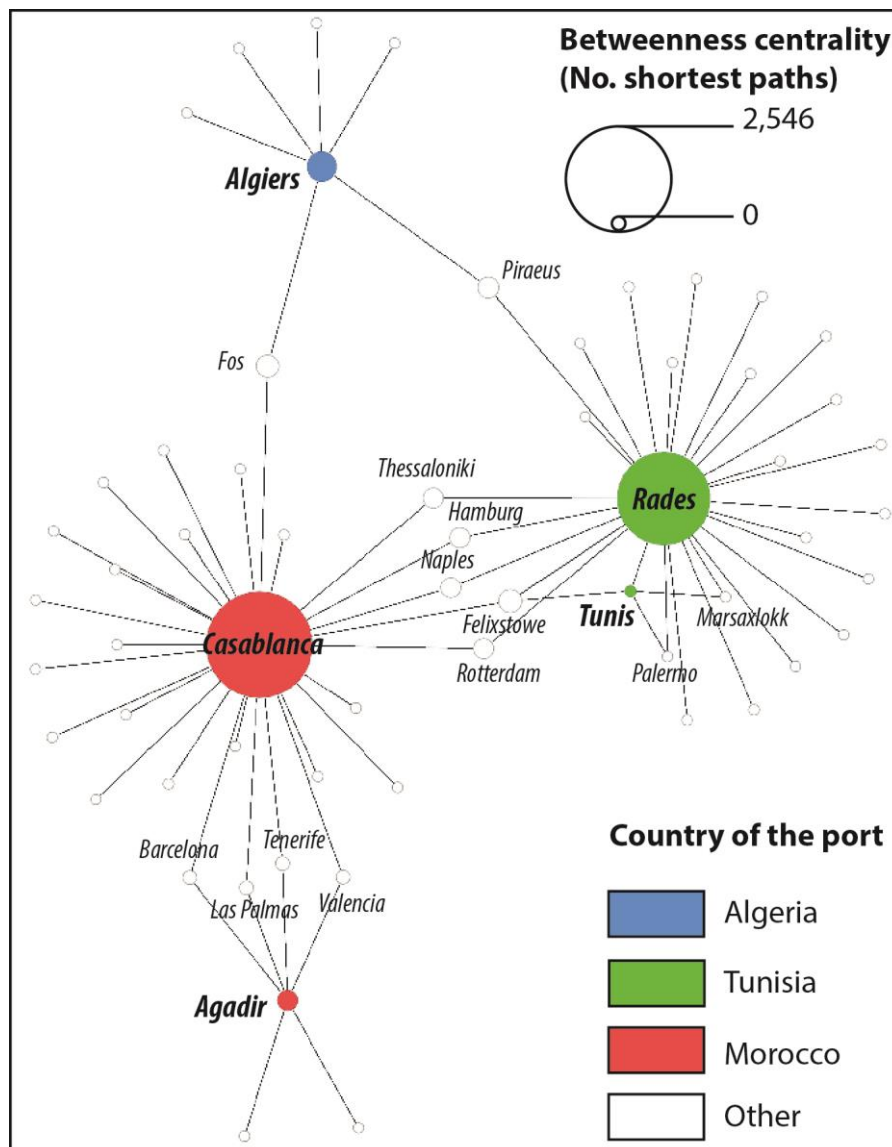 Betweenness centrality
(No. shortest paths)
2,546
0
Algiers
Piraeus
Fos
Thessaloniki
Hamburg
Rades
Naples
Felixstowe
Tunis
Marsaxlokk
Casablanca
Rotterdam
Palermo
Barcelona
Tenerife
Las Palmas
Valencia
Agadir
Country of the port
Algeria
Tunisia
Morocco
Other